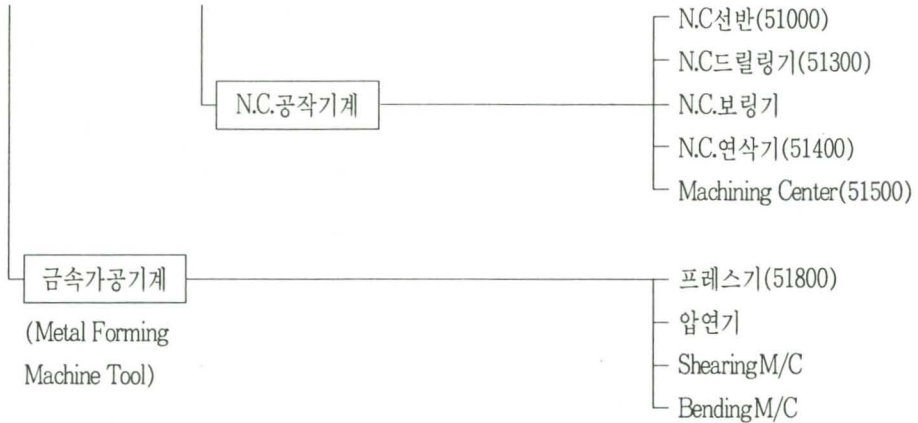 N.C선반(51000)
N.C드릴링기(51300)
N.C.공작기계
N.C.보링기
N.C.연삭기(51400)
Machining Center(51500)
금속가공기계
(Metal Forming
Machine Tool)
프레스기(51800)
압연기
ShearingM/C
BendingM/C